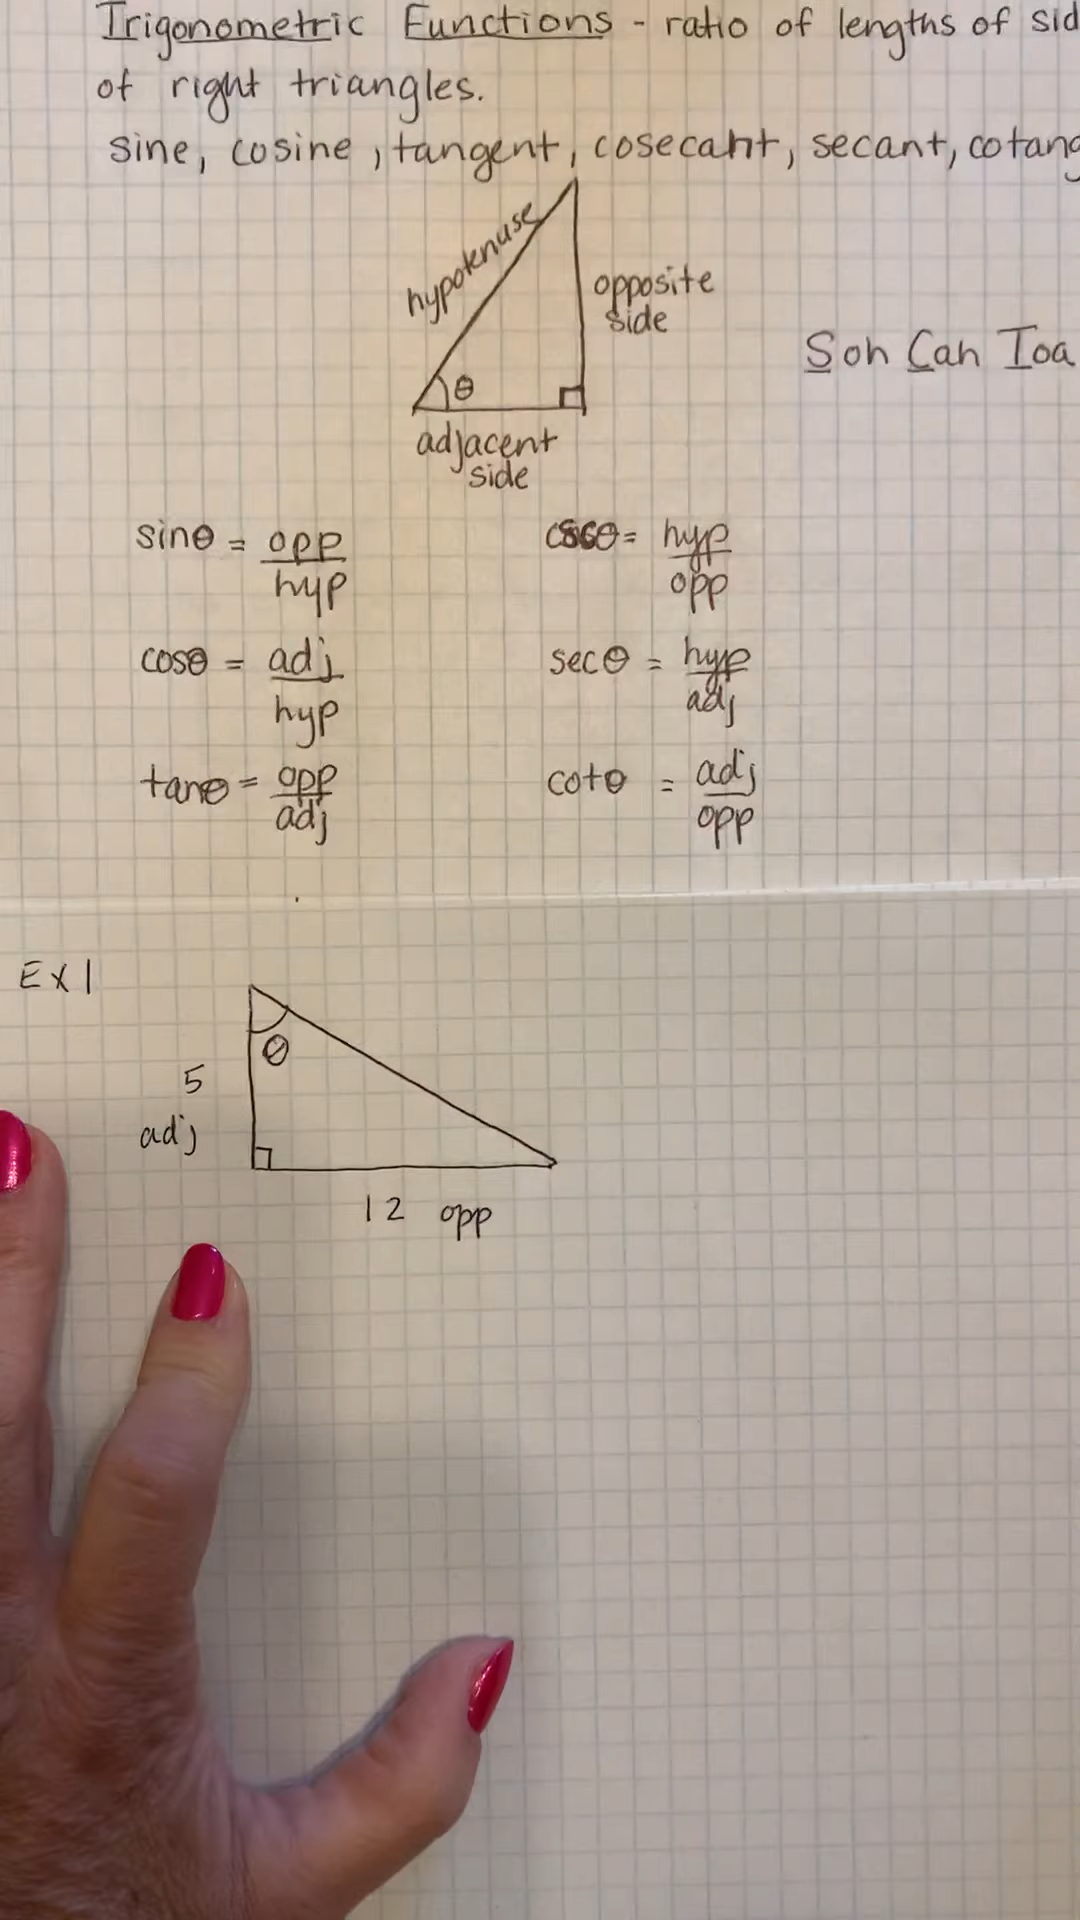 Trigonometric Functions - ratio of lengths of sid
of right triangles.
sine, cosine, tangent, cosecant, secant, cotang
hypotenuse
opposite
side
Soh Cah Toa
θ
adjacent
side
sinθ = opp/hyp
cscθ = hyp/opp
cosθ = adj/hyp
secθ = hyp/adj
tanθ = opp/adj
cotθ = adj/opp
Ex 1
θ
5
adj
12 opp